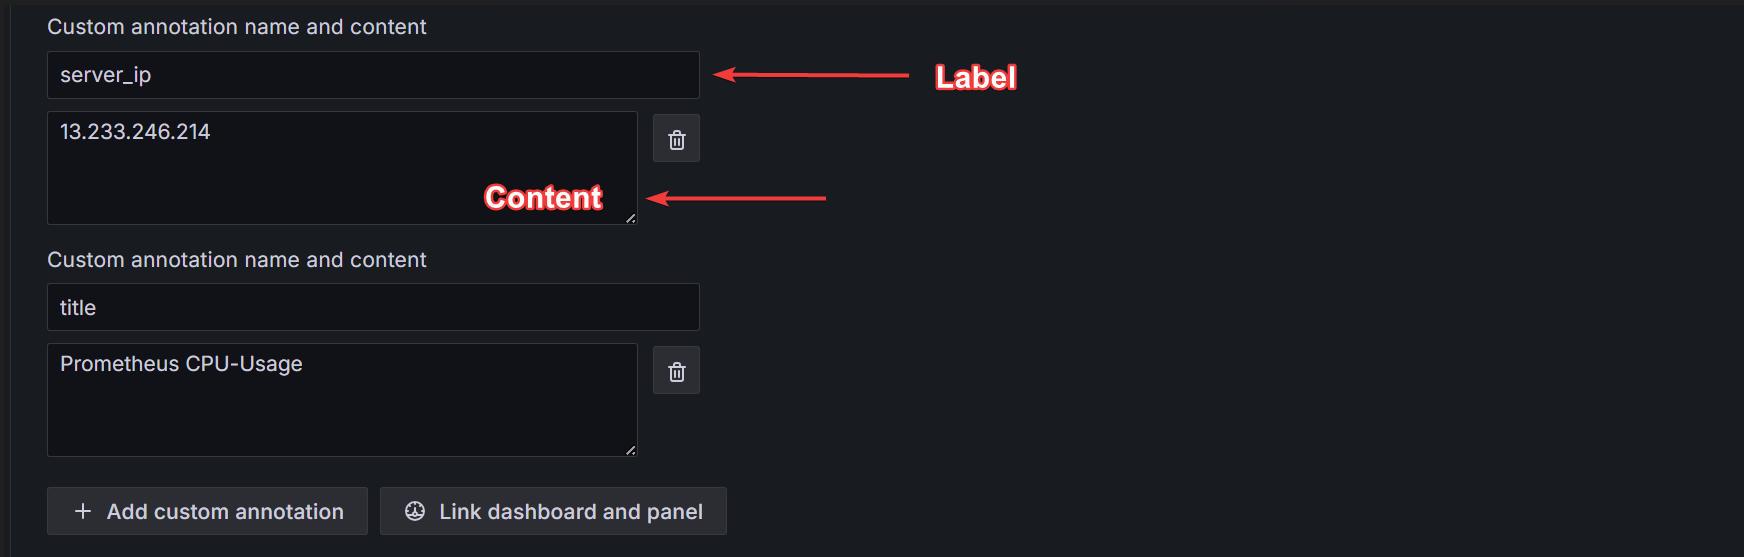 Custom annotation name and content
server_ip
Label
13.233.246.214
Content
Custom annotation name and content
title
Prometheus CPU-Usage
Add custom annotation
Link dashboard and panel